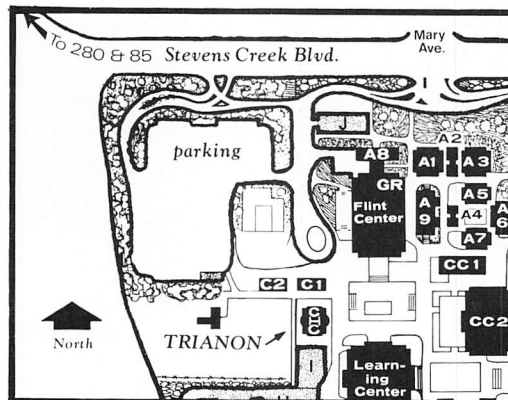 Mary
Ave.
To 280 & 85
Stevens Creek Blvd.
J
A2
parking
A8
A1
A3
GR
A5
Flint
Center
A
9
A4
A
6
A7
CC1
C2
C1
CHC
CC2
North
TRIANON
I
Learn-
ing
Center